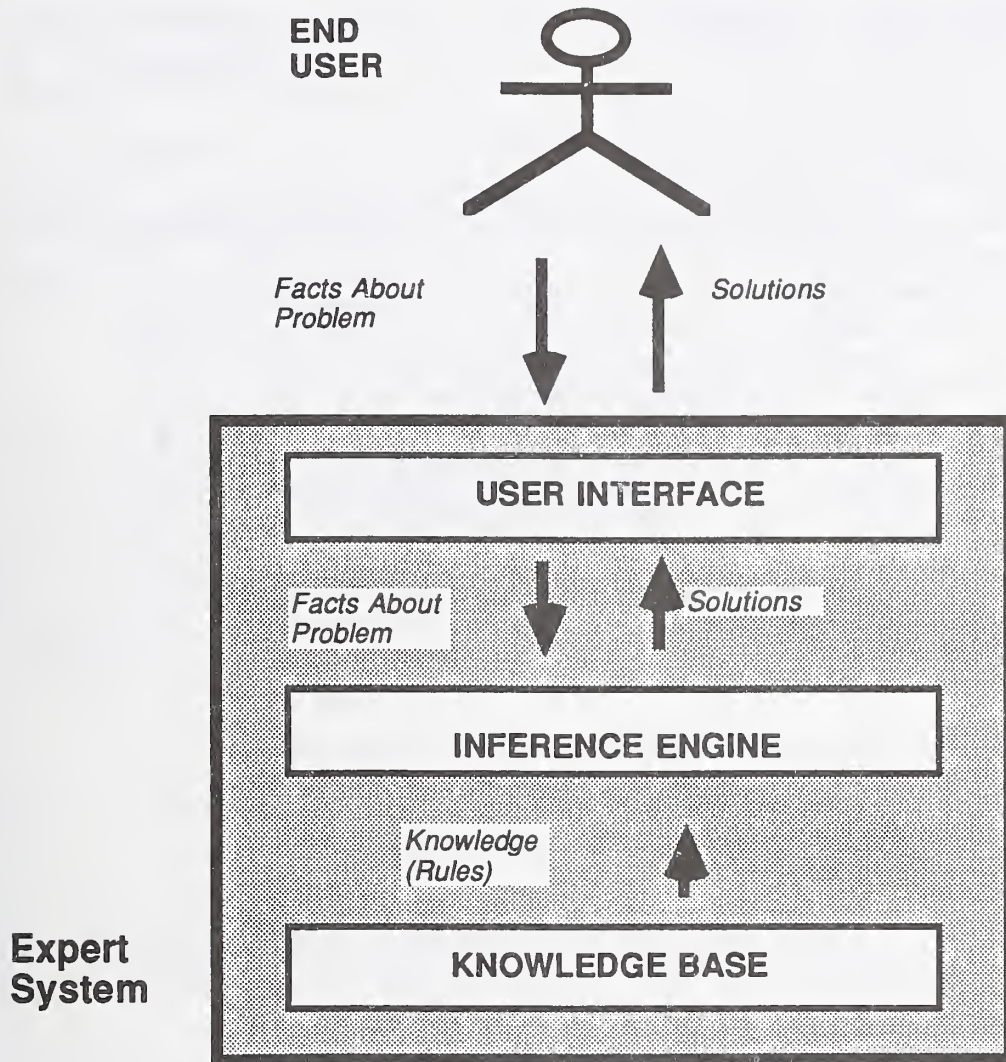 END
USER
Facts About
Problem
Solutions
USER INTERFACE
Facts About
Problem
Solutions
INFERENCE ENGINE
Knowledge
(Rules)
Expert
System
KNOWLEDGE BASE